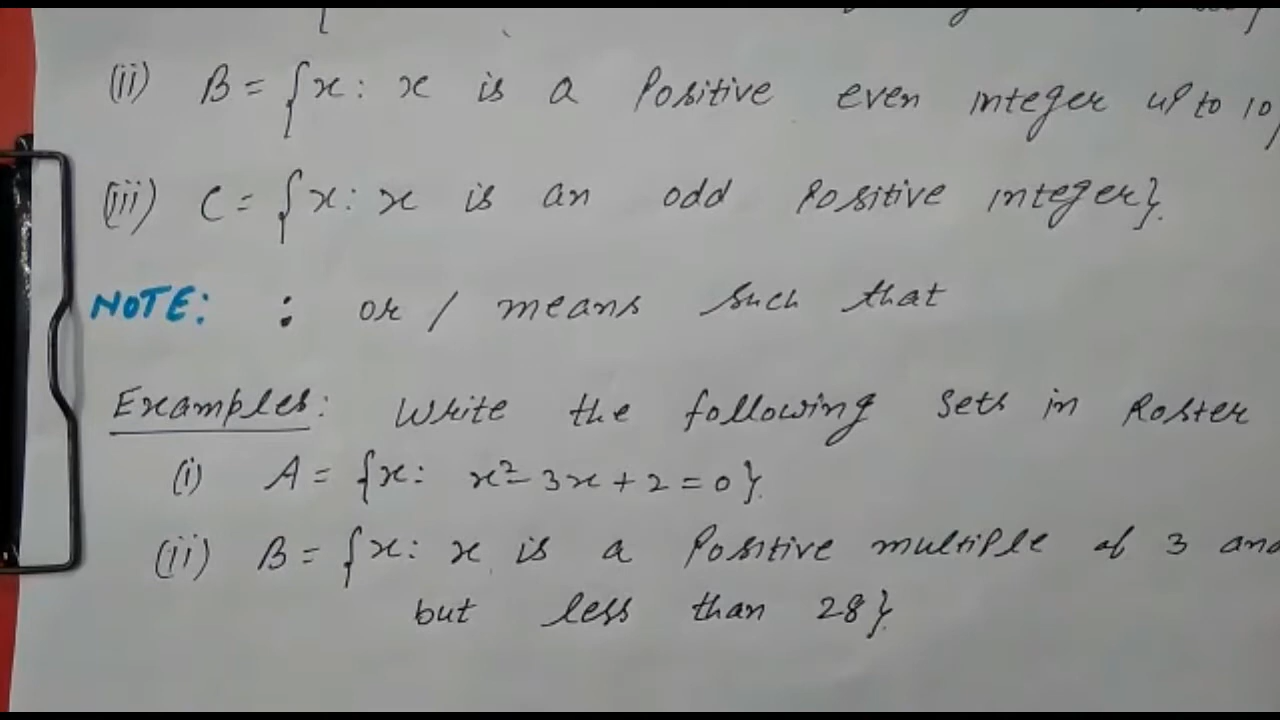 (ii) B = {x : x is a Positive even integer up to 10}
(iii) C = {x : x is an odd Positive integer}.
NOTE: : or / means such that
Examples: Write the following sets in Roster
(i) A = {x : x² - 3x + 2 = 0}.
(ii) B = {x : x is a Positive multiple of 3 and
but less than 28}.